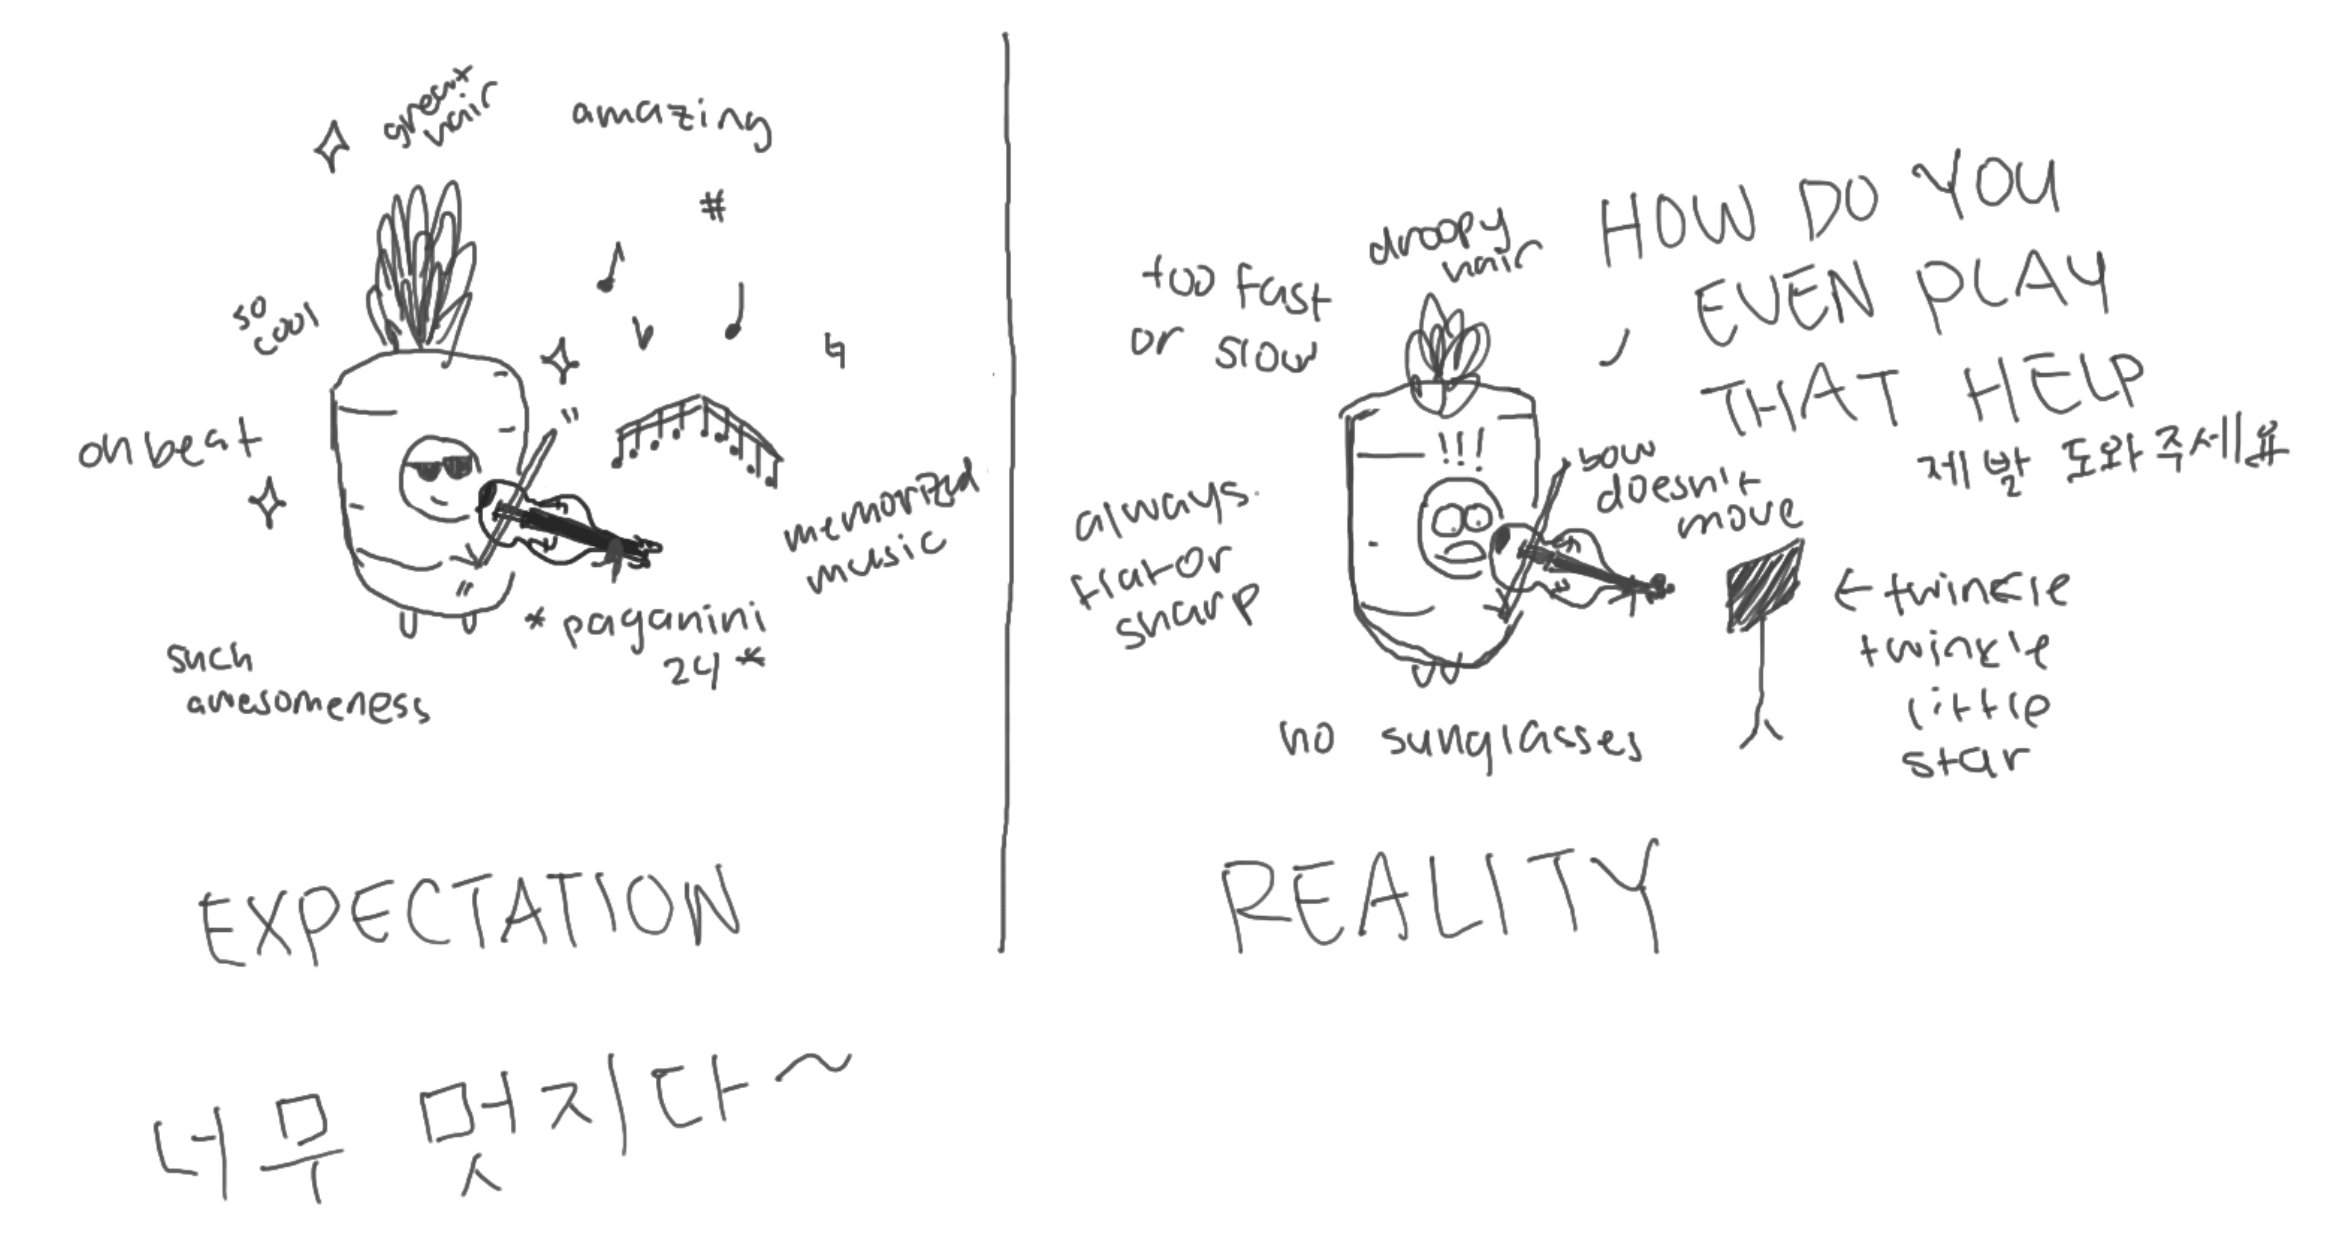 great
hair
amazing
so
cool
on beat
memorized
music
*paganini
24*
such
awesomeness
EXPECTATION
너무 멋지다~
too fast
or slow
droopy
hair
HOW DO YOU
EVEN PLAY
THAT HELP
제발 도와주세요
!!!
bow
doesn't
move
always
flat or
sharp
←twinkle
twinkle
little
star
no sunglasses
REALITY